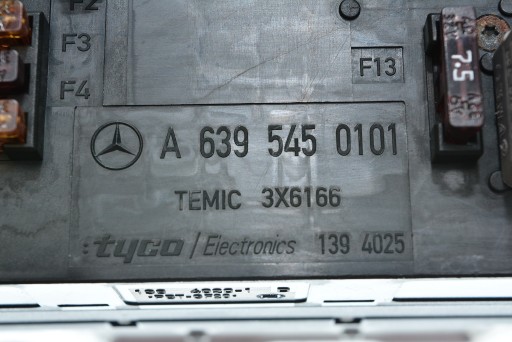 F2
F3
F4
F13
7.5
A 639 545 0101
TEMIC 3X6166
:tyco / Electronics 139 4025